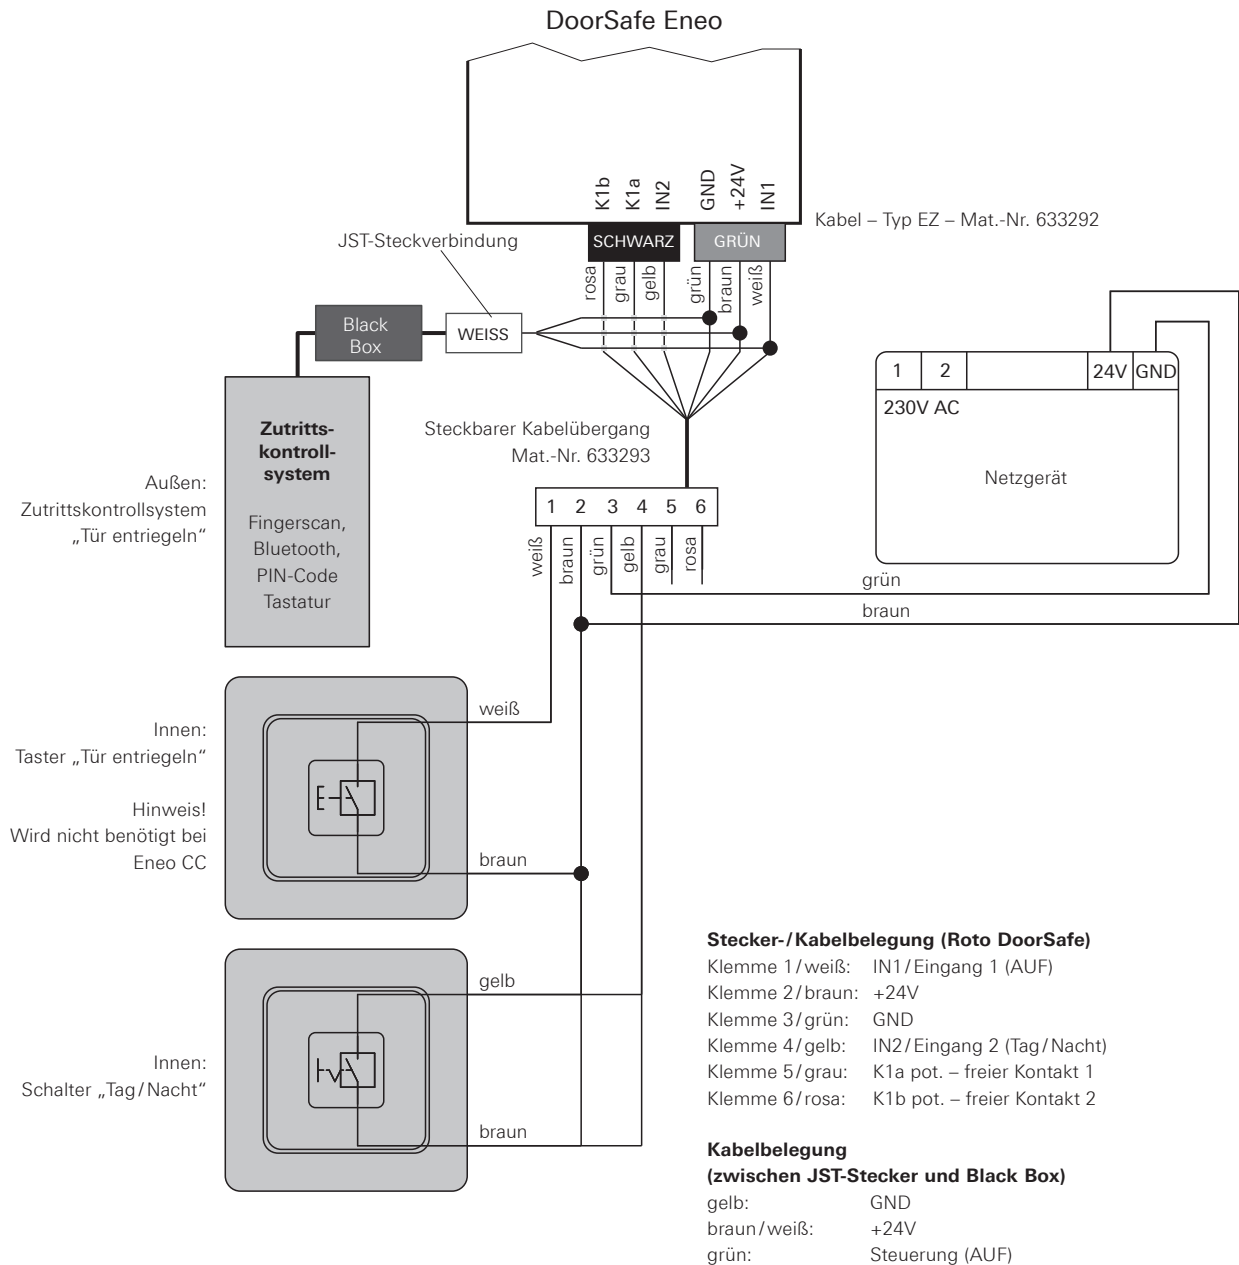 DoorSafe Eneo
K1b
K1a
IN2
GND
+24V
IN1
Kabel – Typ EZ – Mat.-Nr. 633292
SCHWARZ
GRÜN
JST-Steckverbindung
rosa
grau
gelb
grün
braun
weiß
Black
Box
WEISS
1
2
24V
GND
230V AC
Netzgerät
Zutritts-
kontroll-
system
Fingerscan,
Bluetooth,
PIN-Code
Tastatur
Außen:
Zutrittskontrollsystem
„Tür entriegeln“
Steckbarer Kabelübergang
Mat.-Nr. 633293
1 2 3 4 5 6
weiß
braun
grün
gelb
grau
rosa
grün
braun
weiß
Innen:
Taster „Tür entriegeln“
Hinweis!
Wird nicht benötigt bei
Eneo CC
braun
gelb
Innen:
Schalter „Tag/Nacht“
braun
Stecker-/Kabelbelegung (Roto DoorSafe)
Klemme 1/weiß: IN1/Eingang 1 (AUF)
Klemme 2/braun: +24V
Klemme 3/grün: GND
Klemme 4/gelb: IN2/Eingang 2 (Tag/Nacht)
Klemme 5/grau: K1a pot. – freier Kontakt 1
Klemme 6/rosa: K1b pot. – freier Kontakt 2
Kabelbelegung
(zwischen JST-Stecker und Black Box)
gelb: GND
braun/weiß: +24V
grün: Steuerung (AUF)